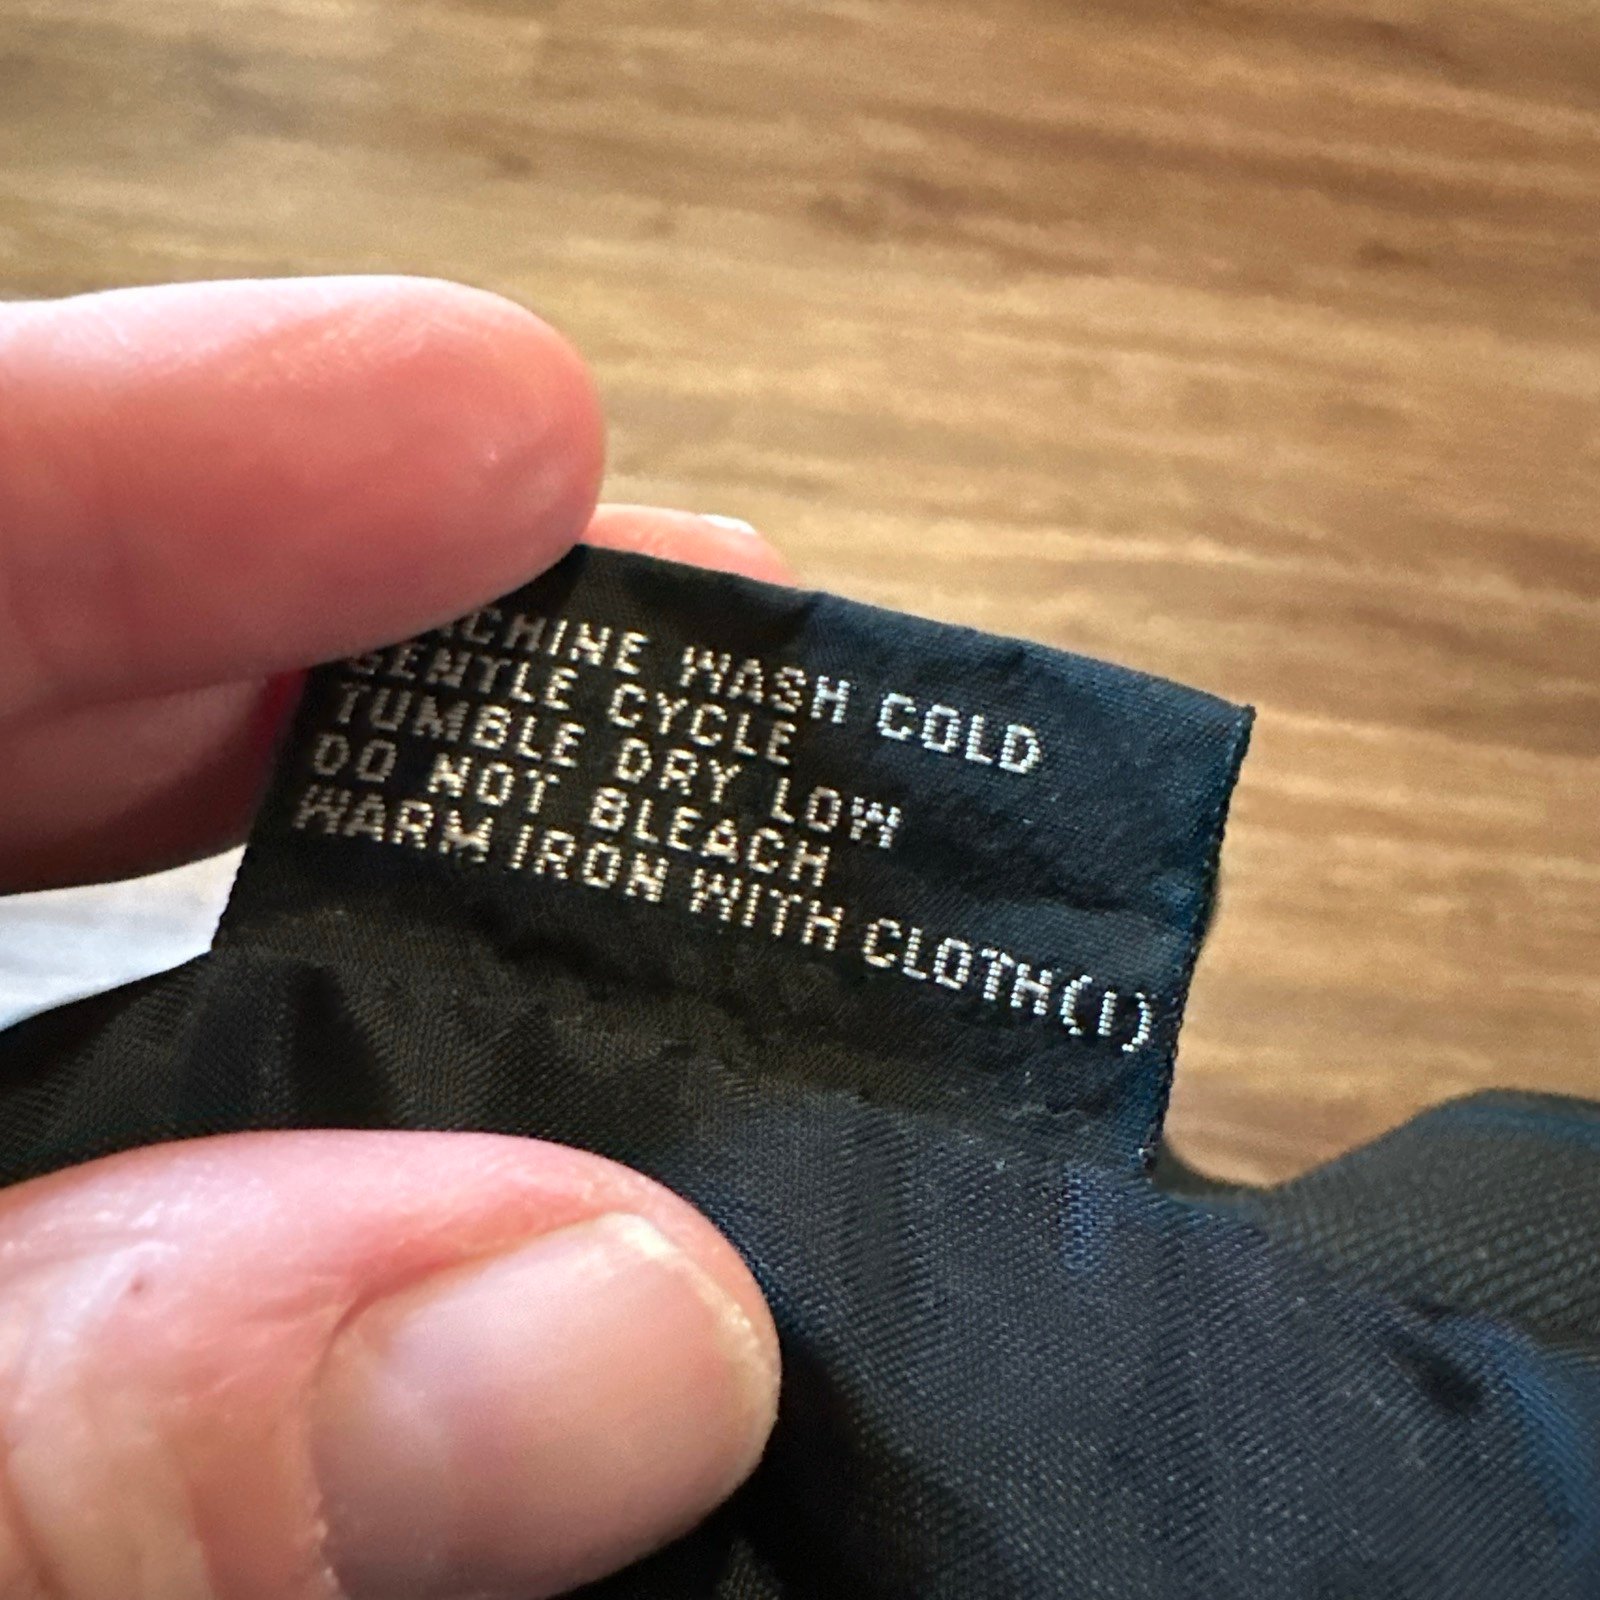 MACHINE WASH COLD
GENTLE CYCLE
TUMBLE DRY LOW
DO NOT BLEACH
WARM IRON WITH CLOTH(I)